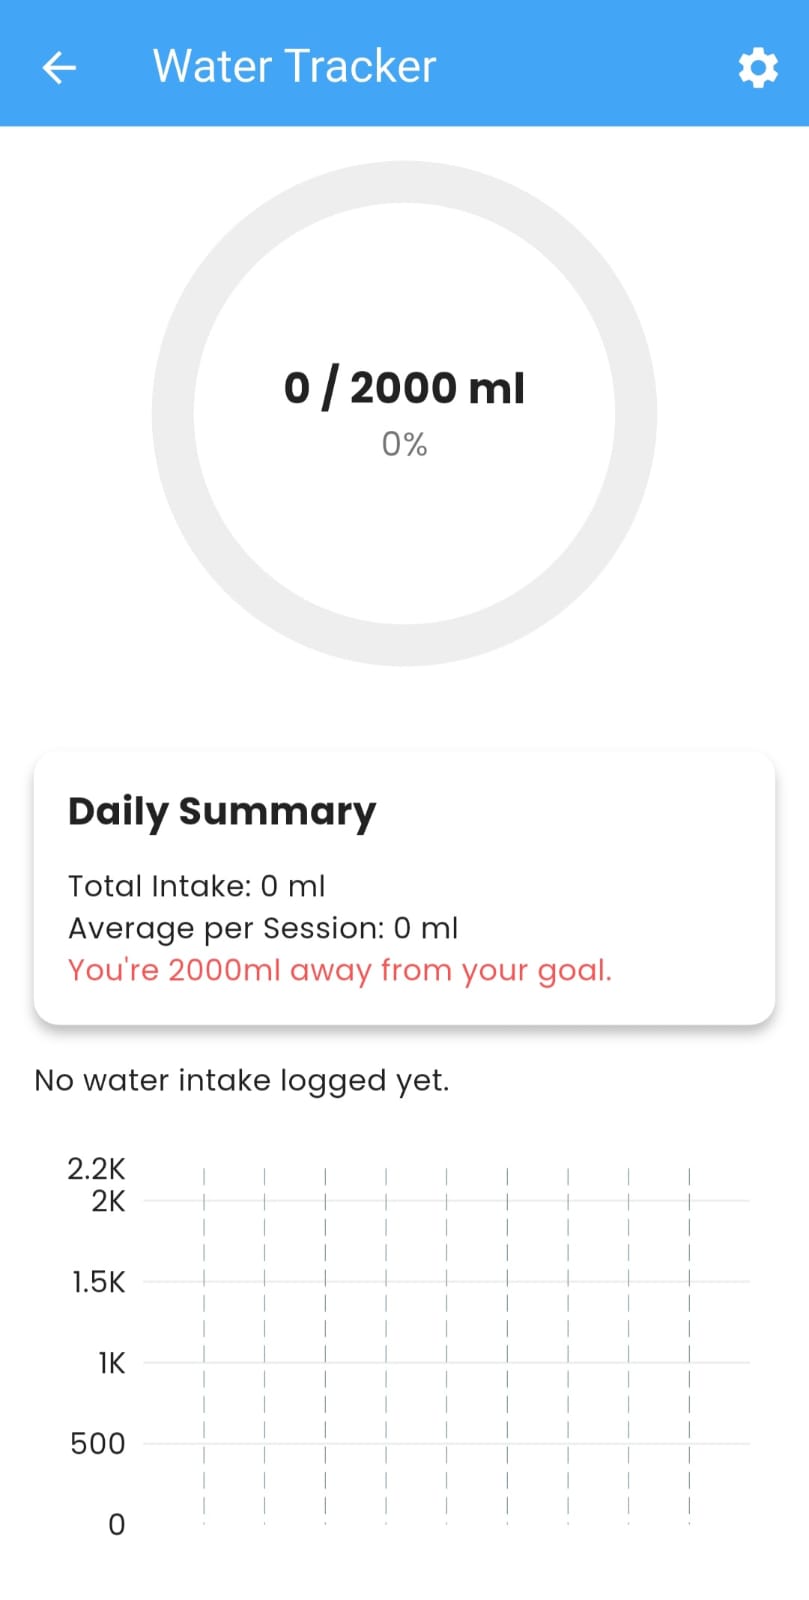 Water Tracker
0 / 2000 ml
0%
Daily Summary
Total Intake: 0 ml
Average per Session: 0 ml
You're 2000ml away from your goal.
No water intake logged yet.
2.2K
2K
1.5K
1K
500
0